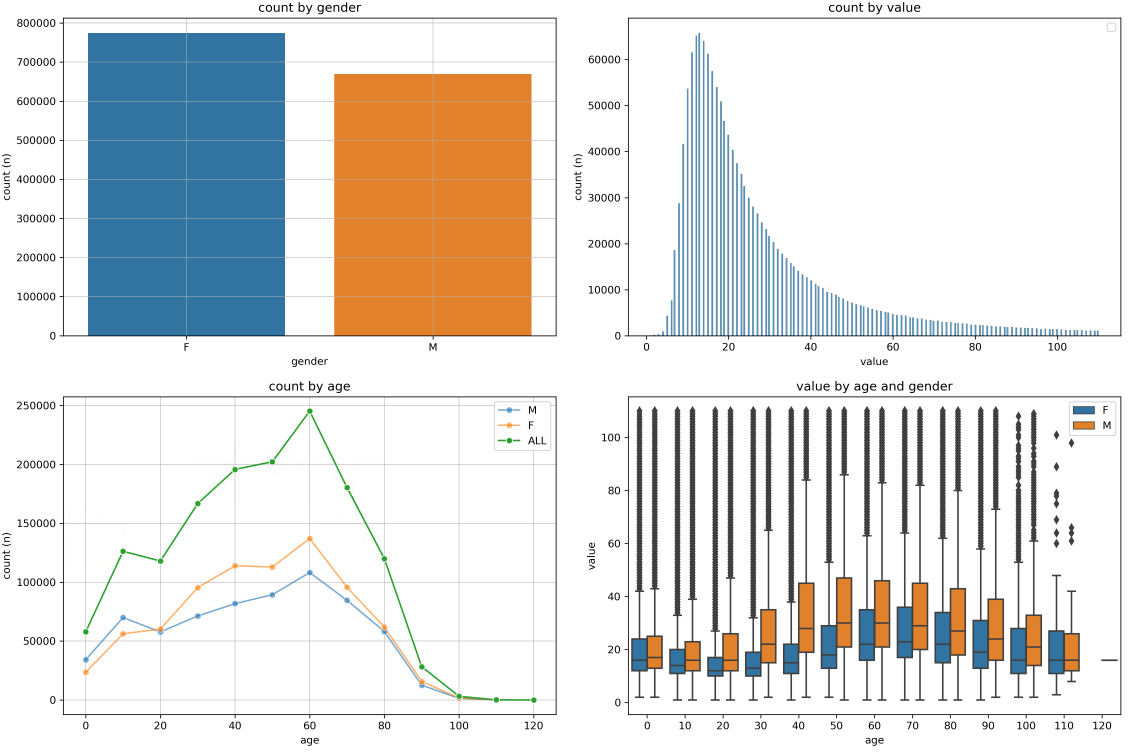 count by gender
800000
700000
600000
500000
400000
300000
200000
100000
0
count (n)
F M
gender
count by value
60000
50000
40000
30000
20000
10000
0
count (n)
0 20 40 60 80 100
value
count by age
M
F
ALL
250000
200000
150000
100000
50000
0
count (n)
0 20 40 60 80 100 120
age
value by age and gender
F
M
100
80
60
40
20
0
value
0 10 20 30 40 50 60 70 80 90 100 110 120
age